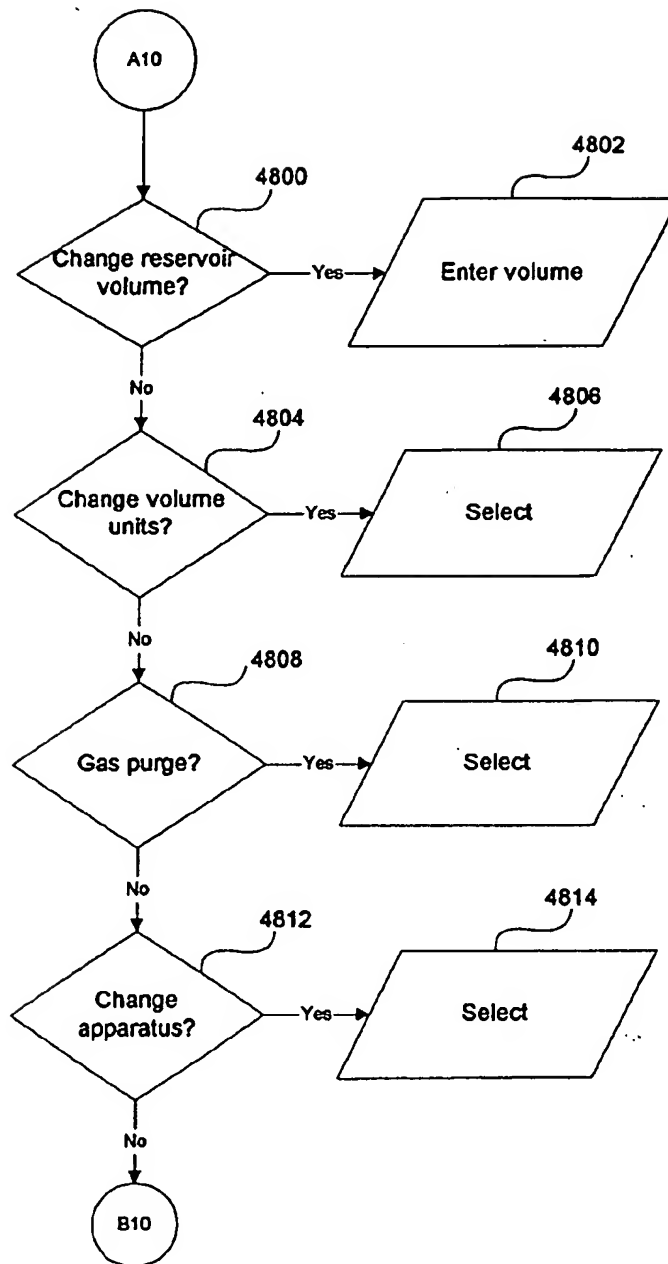 A10
4800
4802
Change reservoir
volume?
Yes
Enter volume
No
4804
4806
Change volume
units?
Yes
Select
No
4808
4810
Gas purge?
Yes
Select
No
4812
4814
Change
apparatus?
Yes
Select
No
B10